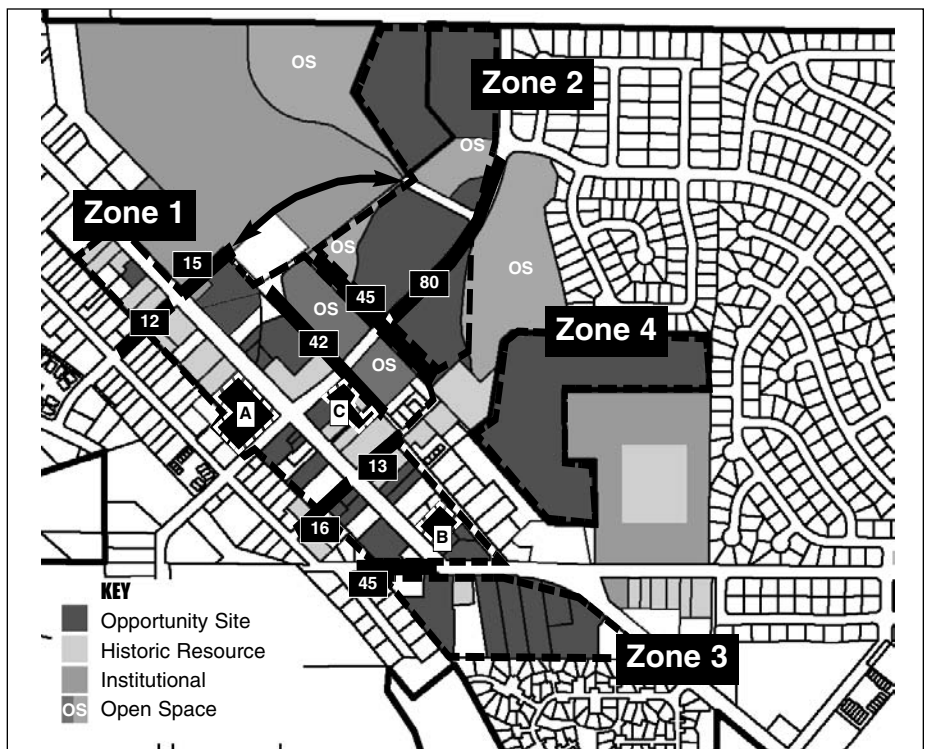 OS
Zone 2
OS
Zone 1
OS
OS
15
45
80
12
OS
Zone 4
42
OS
A
C
13
16
B
45
KEY
Opportunity Site
Historic Resource
Institutional
OS Open Space
Zone 3